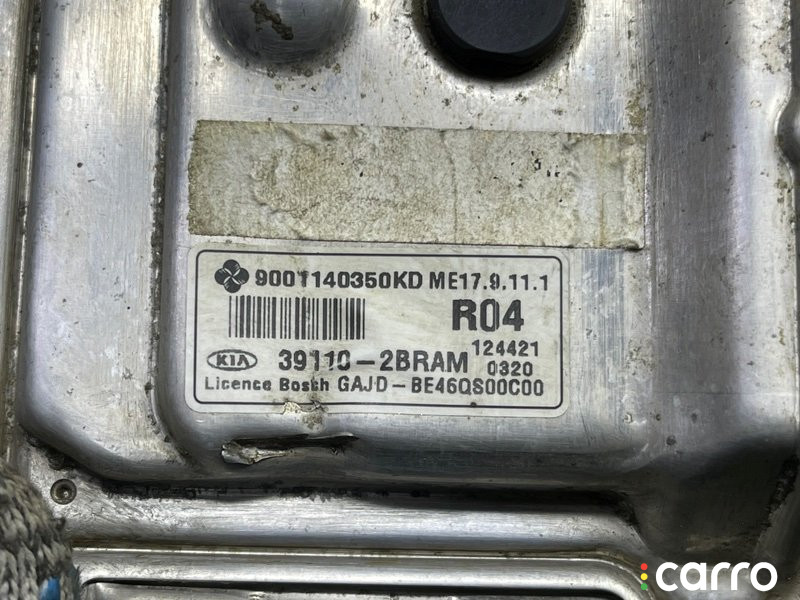 9001140350KD ME17.9.11.1
R04
KIA 39110-2BRAM 124421
0320
Licence Bosch GAJD-BE46QS00C00
carro